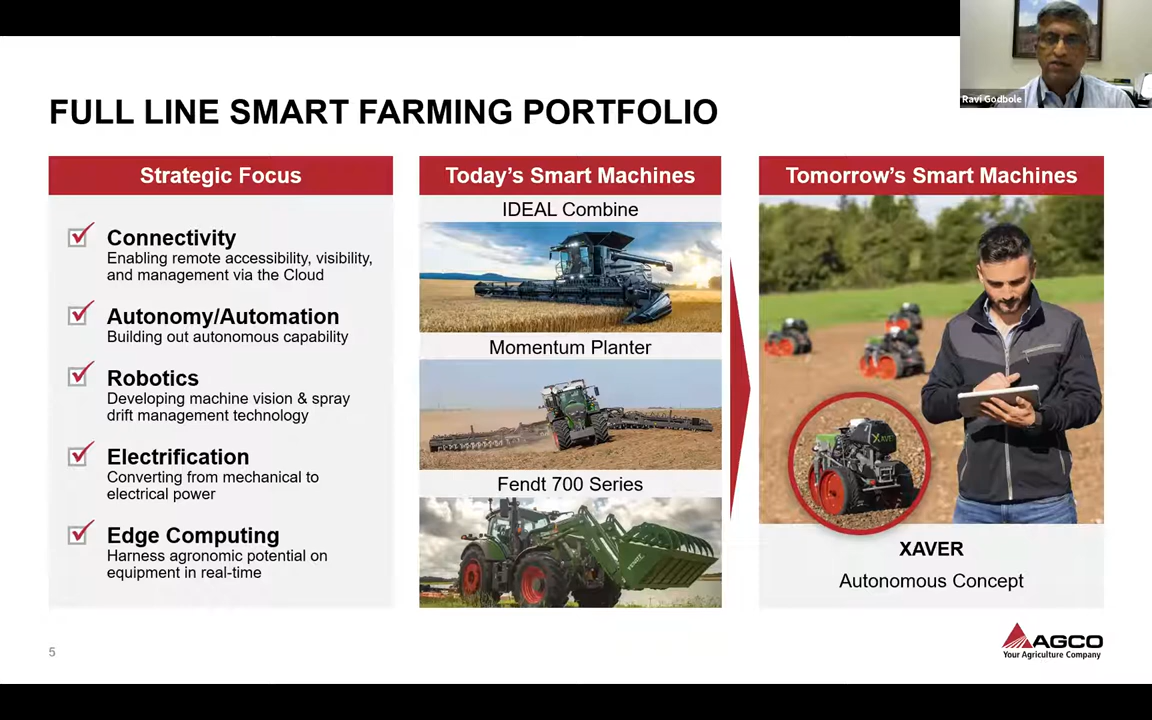 Ravi Godbole
FULL LINE SMART FARMING PORTFOLIO
Strategic Focus
Connectivity
Enabling remote accessibility, visibility,
and management via the Cloud
Autonomy/Automation
Building out autonomous capability
Robotics
Developing machine vision & spray
drift management technology
Electrification
Converting from mechanical to
electrical power
Edge Computing
Harness agronomic potential on
equipment in real-time
Today's Smart Machines
IDEAL Combine
Momentum Planter
Fendt 700 Series
FENDT
Tomorrow's Smart Machines
XAVER
XAVER
Autonomous Concept
5
AGCO
Your Agriculture Company